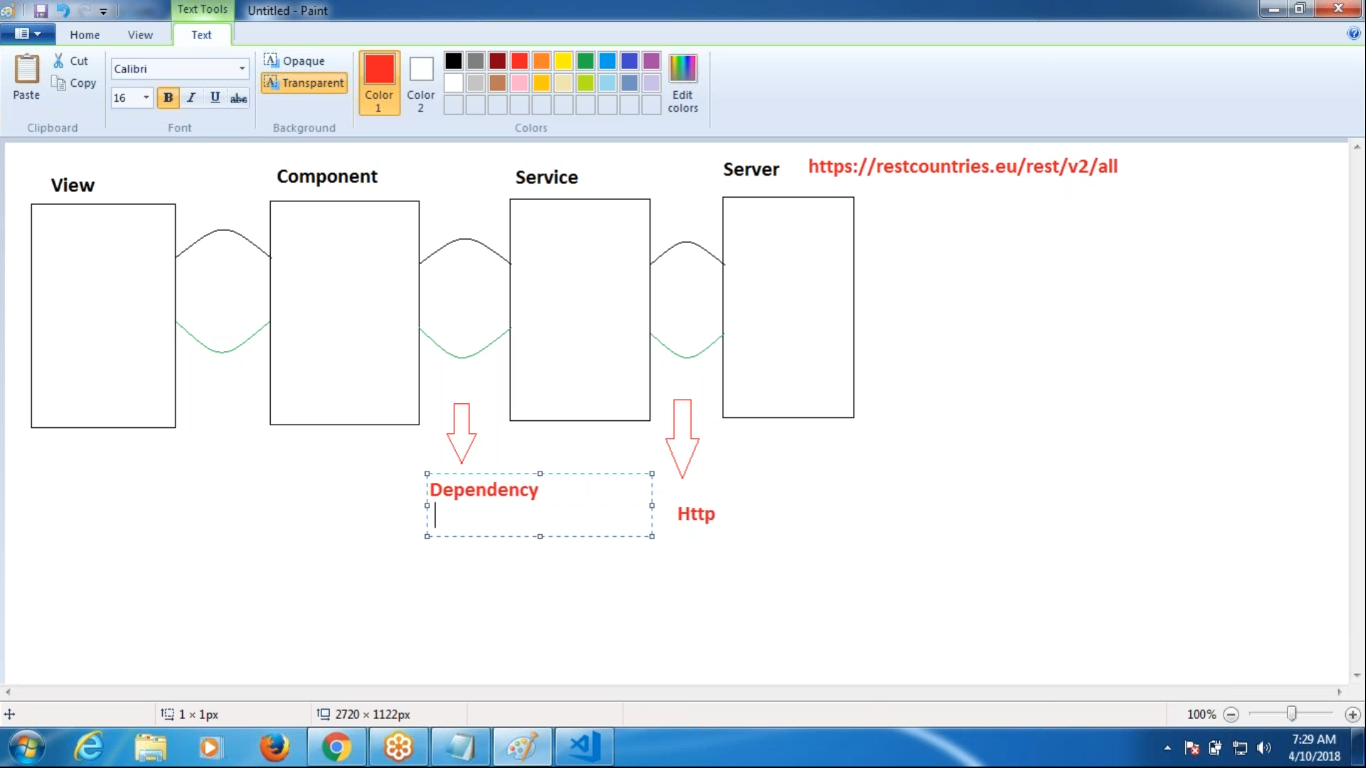 Text Tools
Untitled - Paint
Home
View
Text
Paste
Cut
Copy
Clipboard
Calibri
16
B I U abc
Font
Opaque
Transparent
Background
Color 1
Color 2
Edit colors
Colors
View
Component
Service
Server
https://restcountries.eu/rest/v2/all
Dependency
Http
1 × 1px
2720 × 1122px
100%
7:29 AM
4/10/2018